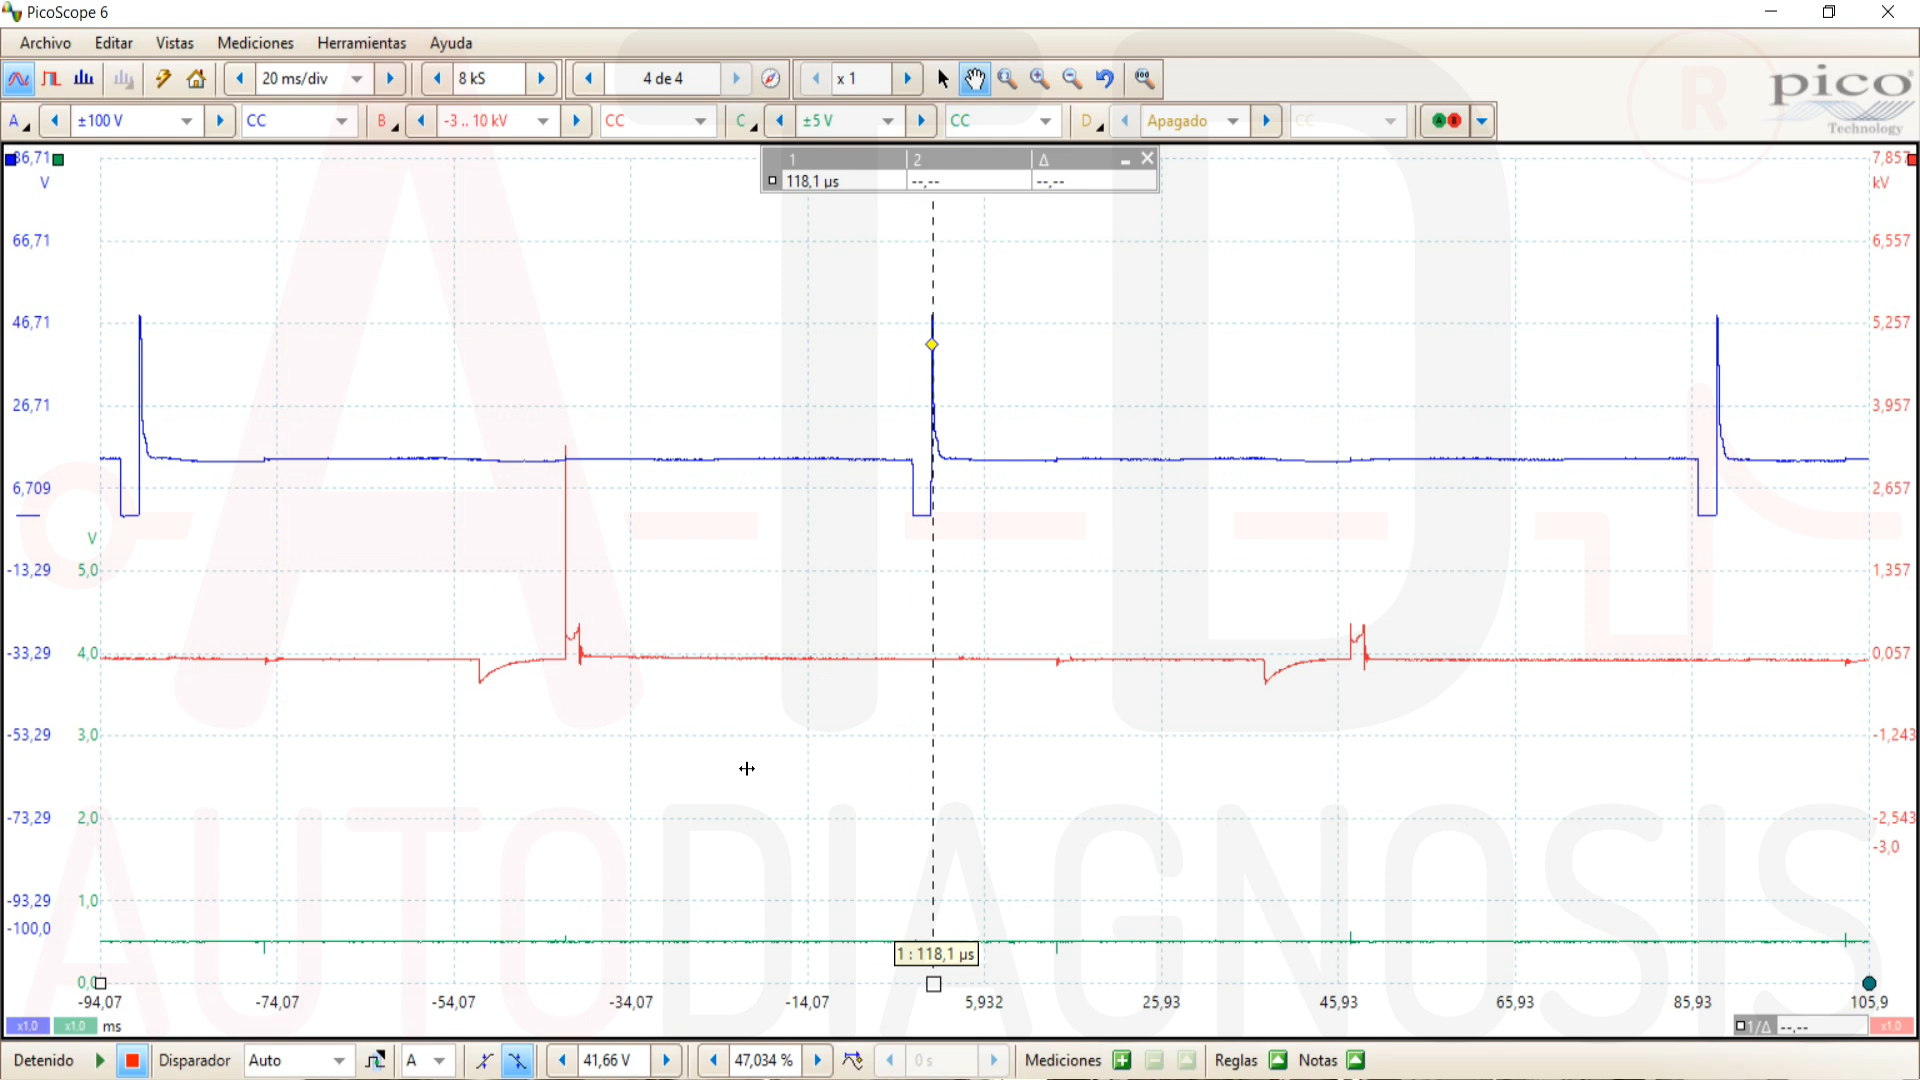 PicoScope 6
Archivo Editar Vistas Mediciones Herramientas Ayuda
20 ms/div 8 kS 4 de 4 x 1
A ±100 V CC B -3 .. 10 kV CC C ±5 V CC D Apagado CC
pico
Technology
R
86,71 7,857
V kV
1 2 Δ
118,1 µs --,-- --,--
66,71 6,557
46,71 5,257
26,71 3,957
6,709 2,657
V
-13,29 5,0 1,357
-33,29 4,0 0,057
-53,29 3,0 -1,243
-73,29 2,0 -2,543
-3,0
-93,29 1,0
-100,0
0,0
ATD
AUTODIAGNOSIS
1 : 118,1 µs
-94,07 -74,07 -54,07 -34,07 -14,07 5,932 25,93 45,93 65,93 85,93 105,9
x1,0 x1,0 ms 1/Δ --,-- x1,0
Detenido Disparador Auto A 41,66 V 47,034 % 0 s Mediciones Reglas Notas